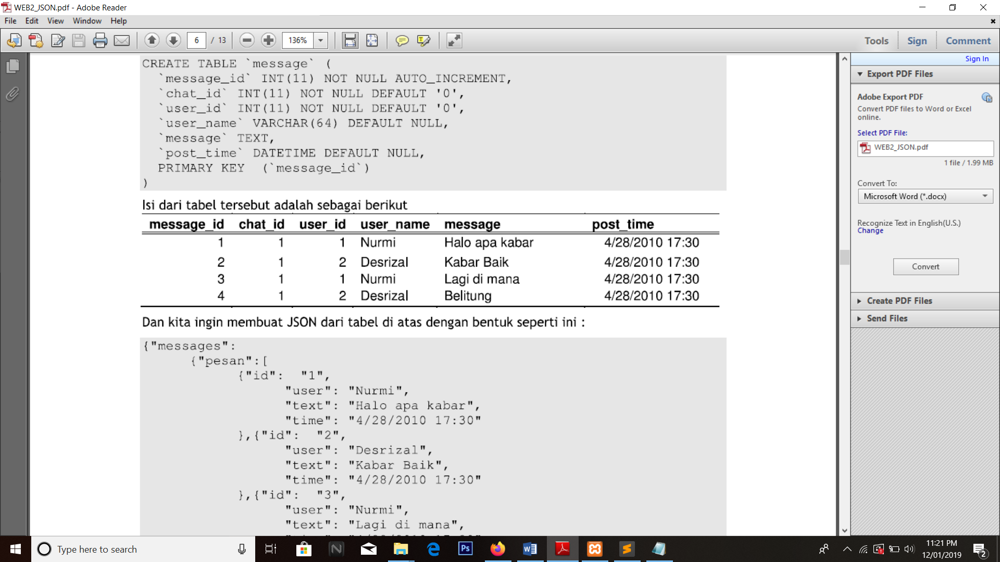 WEB2_JSON.pdf - Adobe Reader
File Edit View Window Help
6 / 13 136% Tools Sign Comment
CREATE TABLE `message` (
`message_id` INT(11) NOT NULL AUTO_INCREMENT,
`chat_id` INT(11) NOT NULL DEFAULT '0',
`user_id` INT(11) NOT NULL DEFAULT '0',
`user_name` VARCHAR(64) DEFAULT NULL,
`message` TEXT,
`post_time` DATETIME DEFAULT NULL,
PRIMARY KEY (`message_id`)
)
Isi dari tabel tersebut adalah sebagai berikut
message_id chat_id user_id user_name message post_time
1 1 1 Nurmi Halo apa kabar 4/28/2010 17:30
2 1 2 Desrizal Kabar Baik 4/28/2010 17:30
3 1 1 Nurmi Lagi di mana 4/28/2010 17:30
4 1 2 Desrizal Belitung 4/28/2010 17:30
Dan kita ingin membuat JSON dari tabel di atas dengan bentuk seperti ini :
{"messages":
{"pesan":[
{"id": "1",
"user": "Nurmi",
"text": "Halo apa kabar",
"time": "4/28/2010 17:30"
},{"id": "2",
"user": "Desrizal",
"text": "Kabar Baik",
"time": "4/28/2010 17:30"
},{"id": "3",
"user": "Nurmi",
"text": "Lagi di mana",
Sign In
Export PDF Files
Adobe Export PDF
Convert PDF files to Word or Excel
online.
Select PDF File:
WEB2_JSON.pdf
1 file / 1.99 MB
Convert To:
Microsoft Word (*.docx)
Recognize Text in English(U.S.)
Change
Convert
Create PDF Files
Send Files
Type here to search
11:21 PM
12/01/2019
2